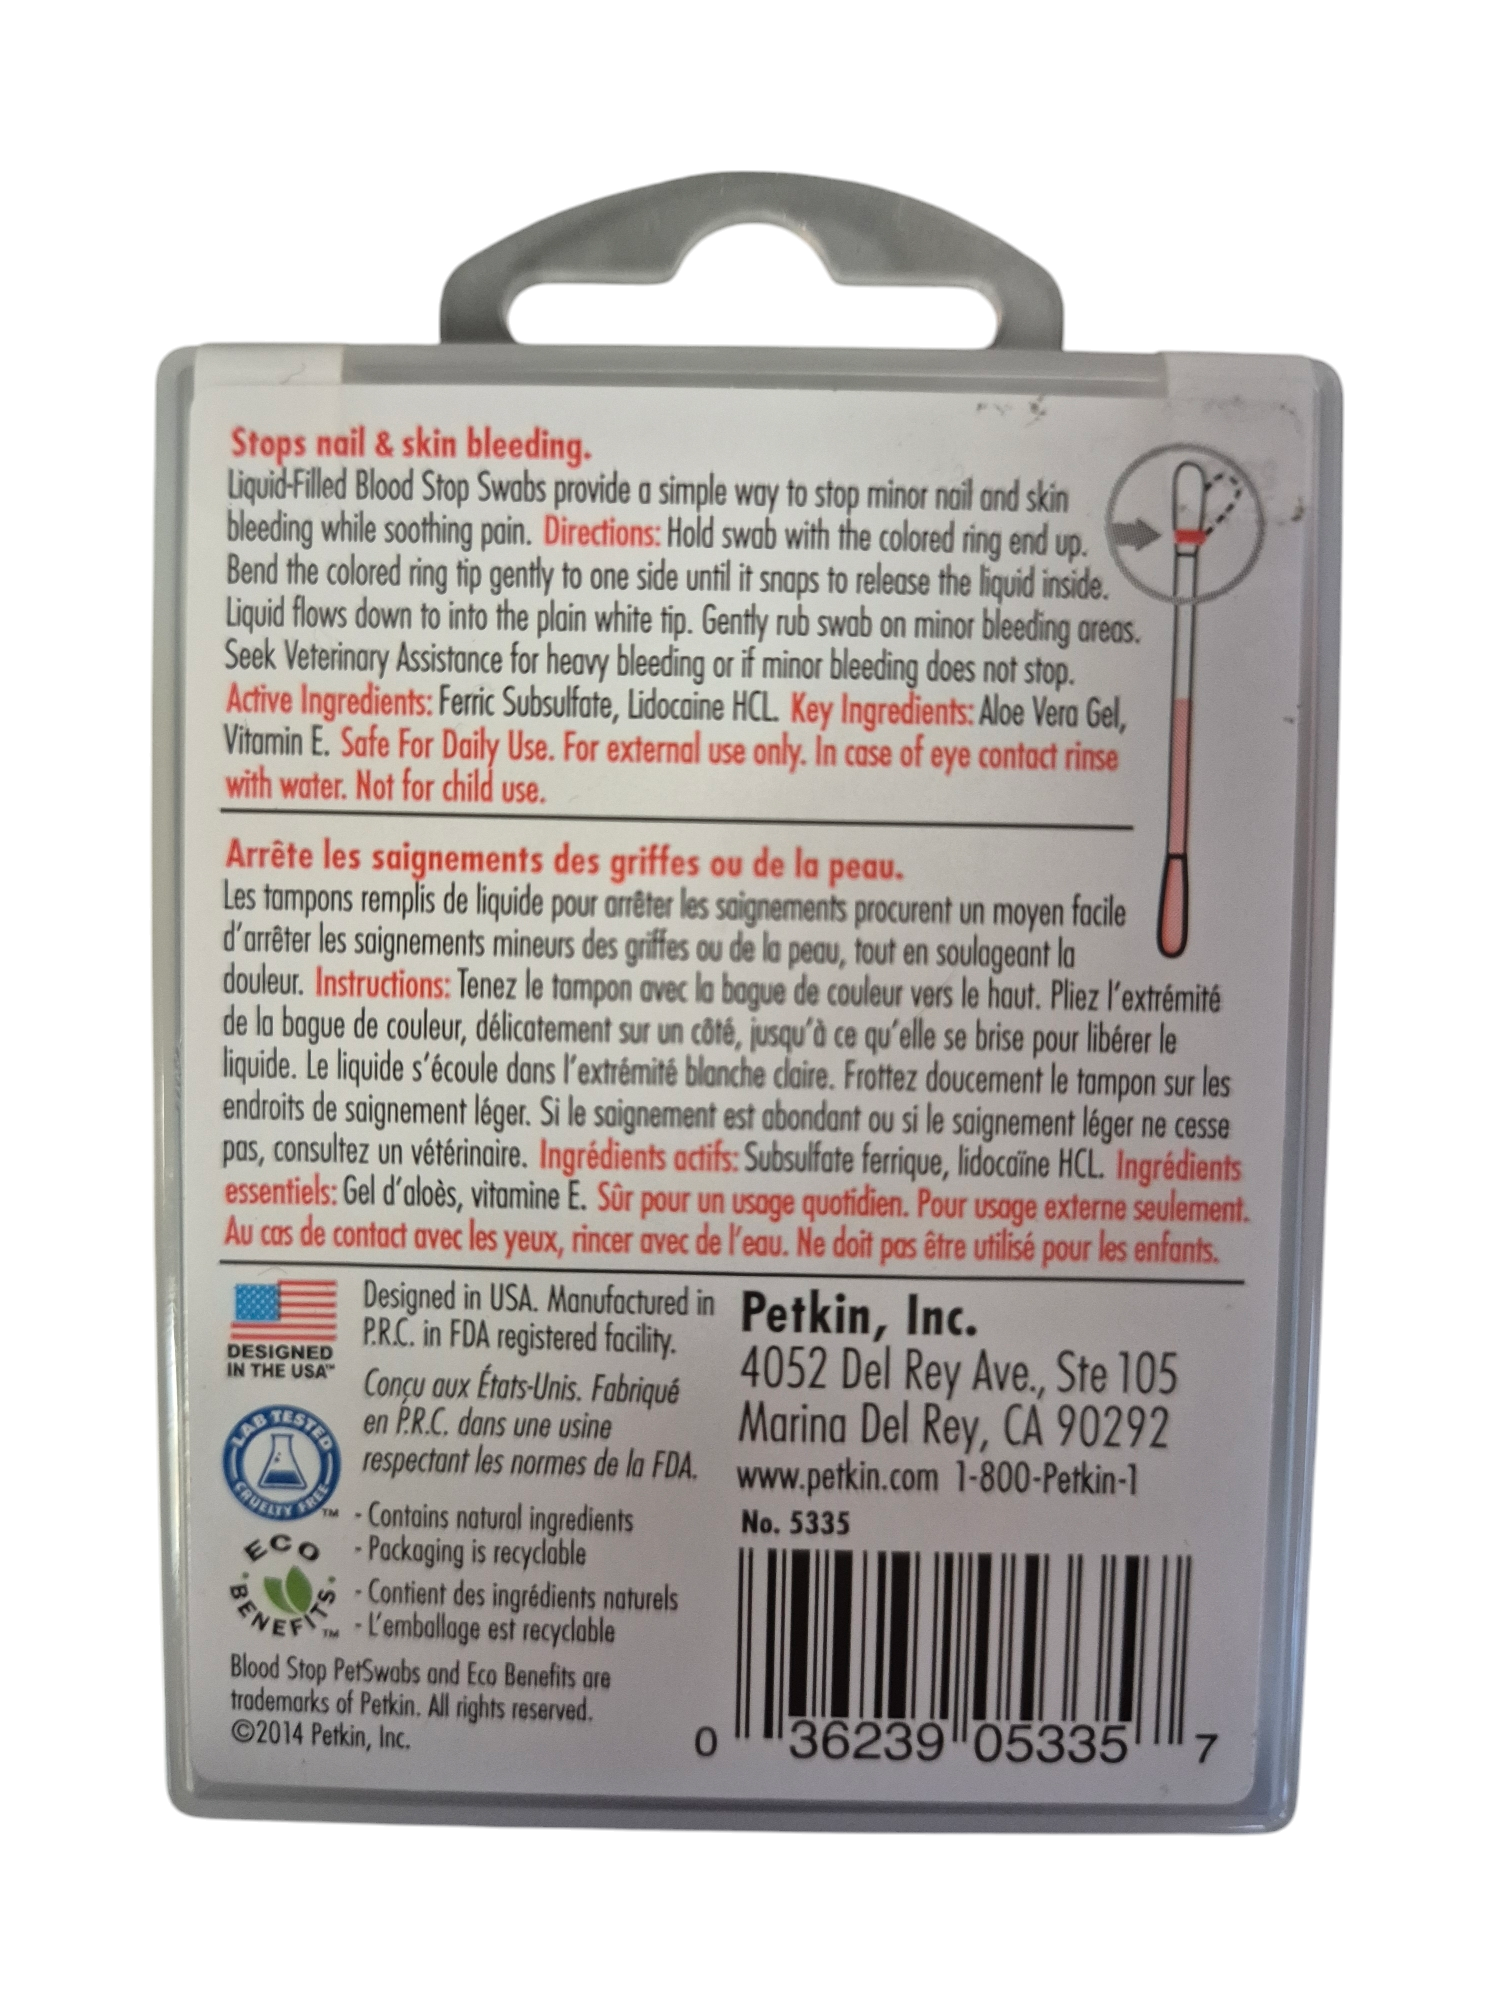 Stops nail & skin bleeding.
Liquid-Filled Blood Stop Swabs provide a simple way to stop minor nail and skin
bleeding while soothing pain. Directions: Hold swab with the colored ring end up.
Bend the colored ring tip gently to one side until it snaps to release the liquid inside.
Liquid flows down to into the plain white tip. Gently rub swab on minor bleeding areas.
Seek Veterinary Assistance for heavy bleeding or if minor bleeding does not stop.
Active Ingredients: Ferric Subsulfate, Lidocaine HCL. Key Ingredients: Aloe Vera Gel,
Vitamin E. Safe For Daily Use. For external use only. In case of eye contact rinse
with water. Not for child use.
Arrête les saignements des griffes ou de la peau.
Les tampons remplis de liquide pour arrêter les saignements procurent un moyen facile
d'arrêter les saignements mineurs des griffes ou de la peau, tout en soulageant la
douleur. Instructions: Tenez le tampon avec la bague de couleur vers le haut. Pliez l'extrémité
de la bague de couleur, délicatement sur un côté, jusqu'à ce qu'elle se brise pour libérer le
liquide. Le liquide s'écoule dans l'extrémité blanche claire. Frottez doucement le tampon sur les
endroits de saignement léger. Si le saignement est abondant ou si le saignement léger ne cesse
pas, consultez un vétérinaire. Ingrédients actifs: Subsulfate ferrique, lidocaïne HCL. Ingrédients
essentiels: Gel d'aloès, vitamine E. Sûr pour un usage quotidien. Pour usage externe seulement.
Au cas de contact avec les yeux, rincer avec de l'eau. Ne doit pas être utilisé pour les enfants.
DESIGNED
IN THE USA™
Designed in USA. Manufactured in
P.R.C. in FDA registered facility.
Conçu aux États-Unis. Fabriqué
en P.R.C. dans une usine
respectant les normes de la FDA.
LAB TESTED
CRUELTY FREE
™
- Contains natural ingredients
- Packaging is recyclable
- Contient des ingrédients naturels
- L'emballage est recyclable
ECO
BENEFITS
™
Blood Stop PetSwabs and Eco Benefits are
trademarks of Petkin. All rights reserved.
©2014 Petkin, Inc.
Petkin, Inc.
4052 Del Rey Ave., Ste 105
Marina Del Rey, CA 90292
www.petkin.com 1-800-Petkin-1
No. 5335
0 36239 05335 7